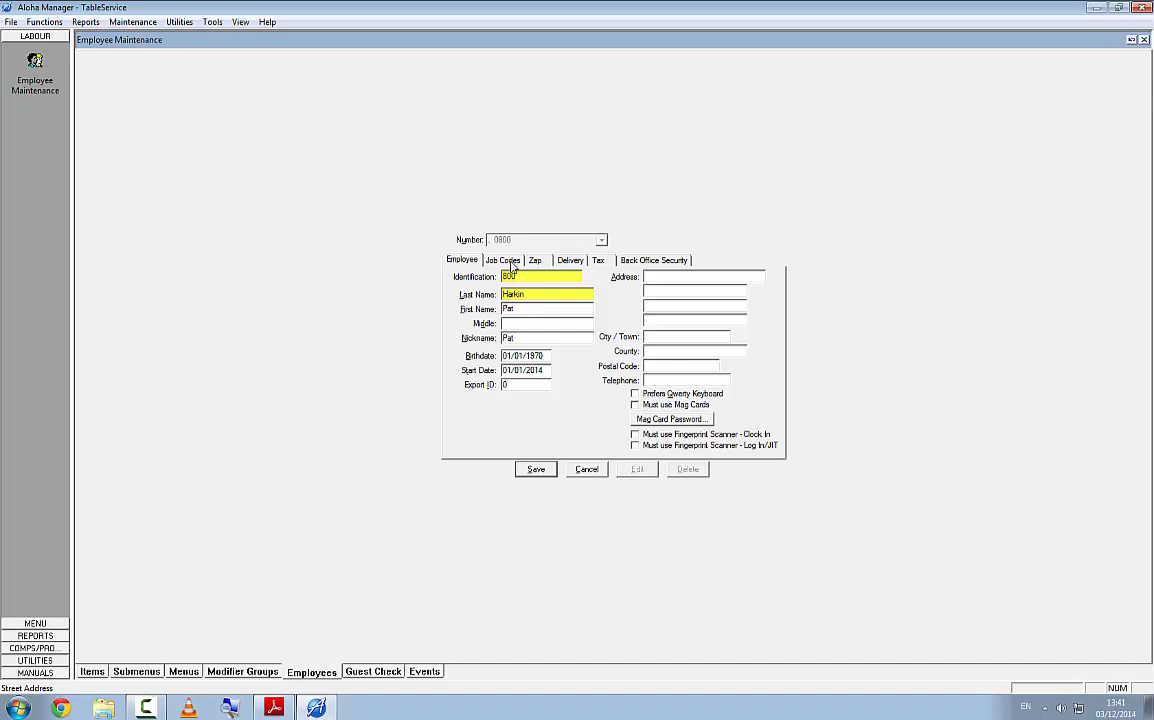 Aloha Manager - TableService
File Functions Reports Maintenance Utilities Tools View Help
LABOUR
Employee Maintenance
Employee
Maintenance
Number: . 0800
Employee Job Codes Zap Delivery Tax Back Office Security
Identification: 800
Address:
Last Name: Harkin
First Name: Pat
Middle:
Nickname: Pat
City / Town:
County:
Birthdate: 01/01/1970
Postal Code:
Start Date: 01/01/2014
Telephone:
Export ID: 0
Prefers Qwerty Keyboard
Must use Mag Cards
Mag Card Password...
Must use Fingerprint Scanner - Clock In
Must use Fingerprint Scanner - Log In/JIT
Save Cancel Edit Delete
MENU
REPORTS
COMPS/PRO...
UTILITIES
MANUALS
Items Submenus Menus Modifier Groups Employees Guest Check Events
Street Address
NUM
EN
13:41
03/12/2014